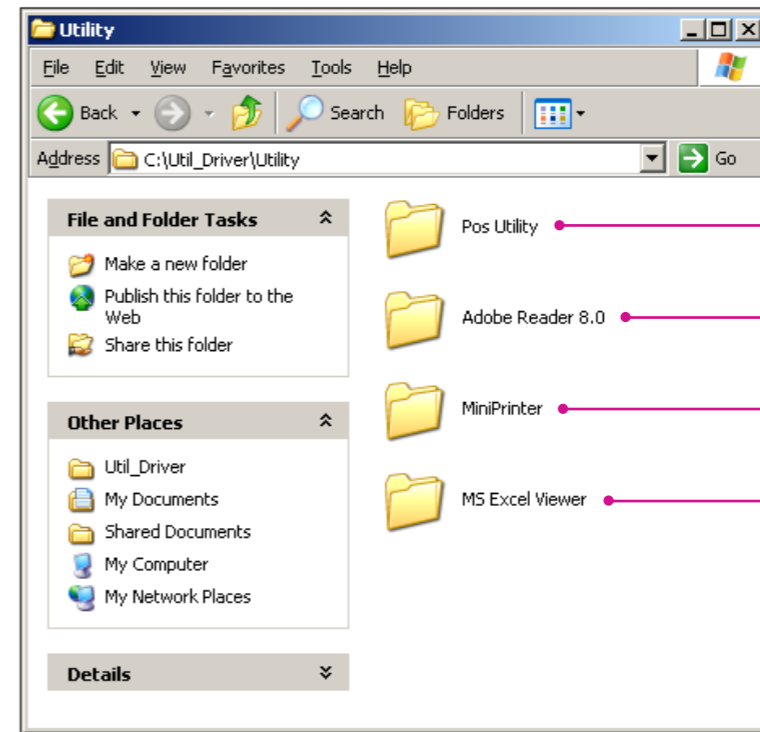 Utility
File Edit View Favorites Tools Help
Back Search Folders
Address C:\Util_Driver\Utility Go
File and Folder Tasks
Make a new folder
Publish this folder to the
Web
Share this folder
Other Places
Util_Driver
My Documents
Shared Documents
My Computer
My Network Places
Details
Pos Utility
Adobe Reader 8.0
MiniPrinter
MS Excel Viewer